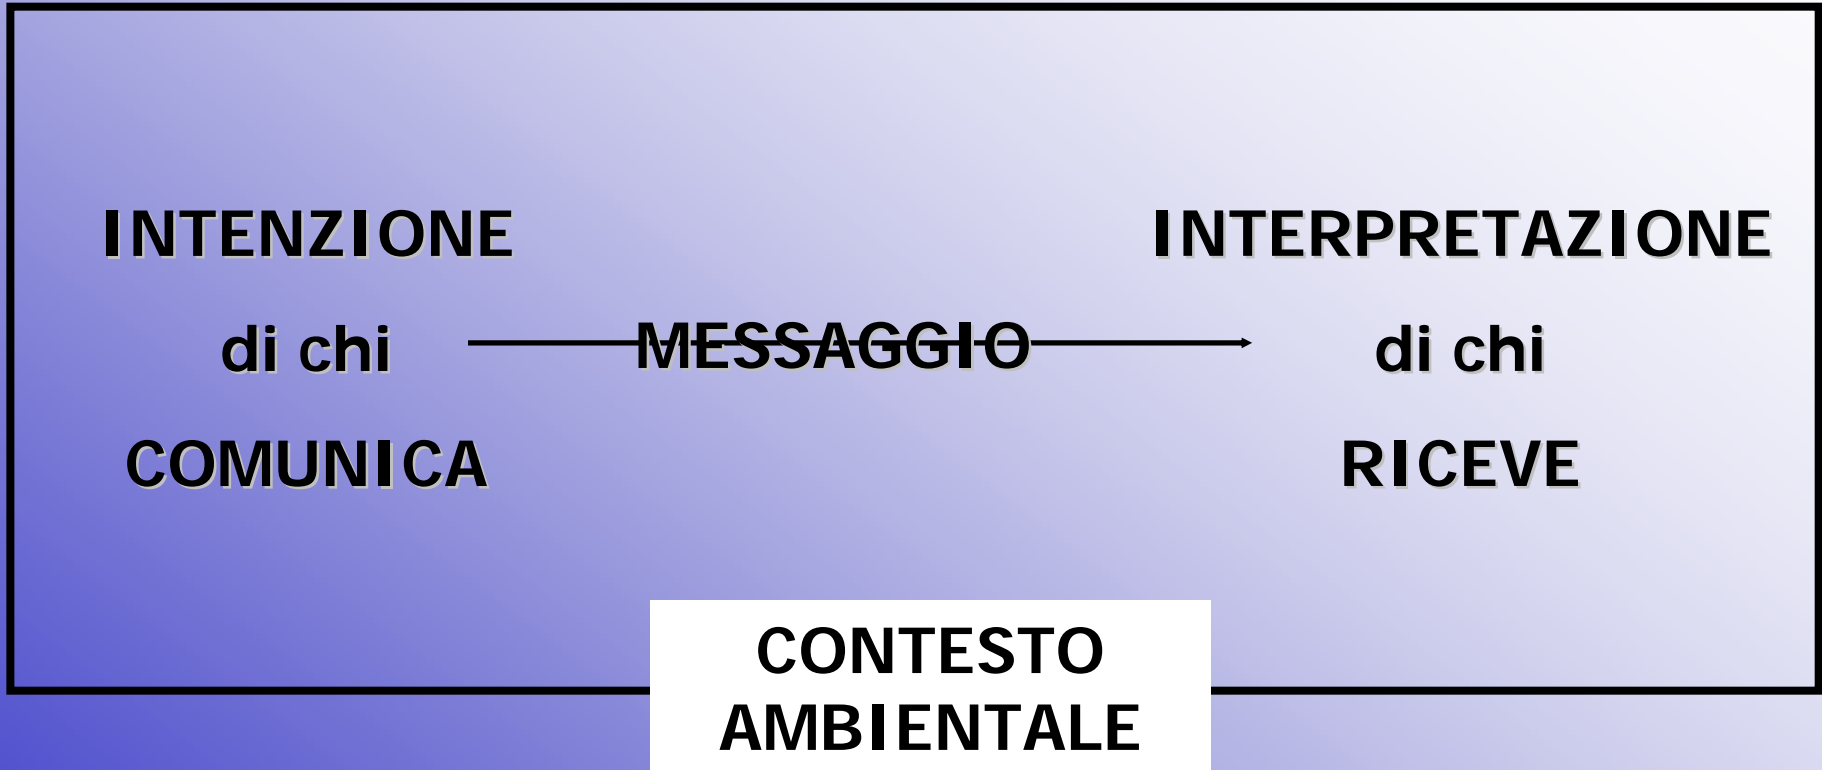 INTENZIONE
di chi
COMUNICA
MESSAGGIO
INTERPRETAZIONE
di chi
RICEVE
CONTESTO
AMBIENTALE